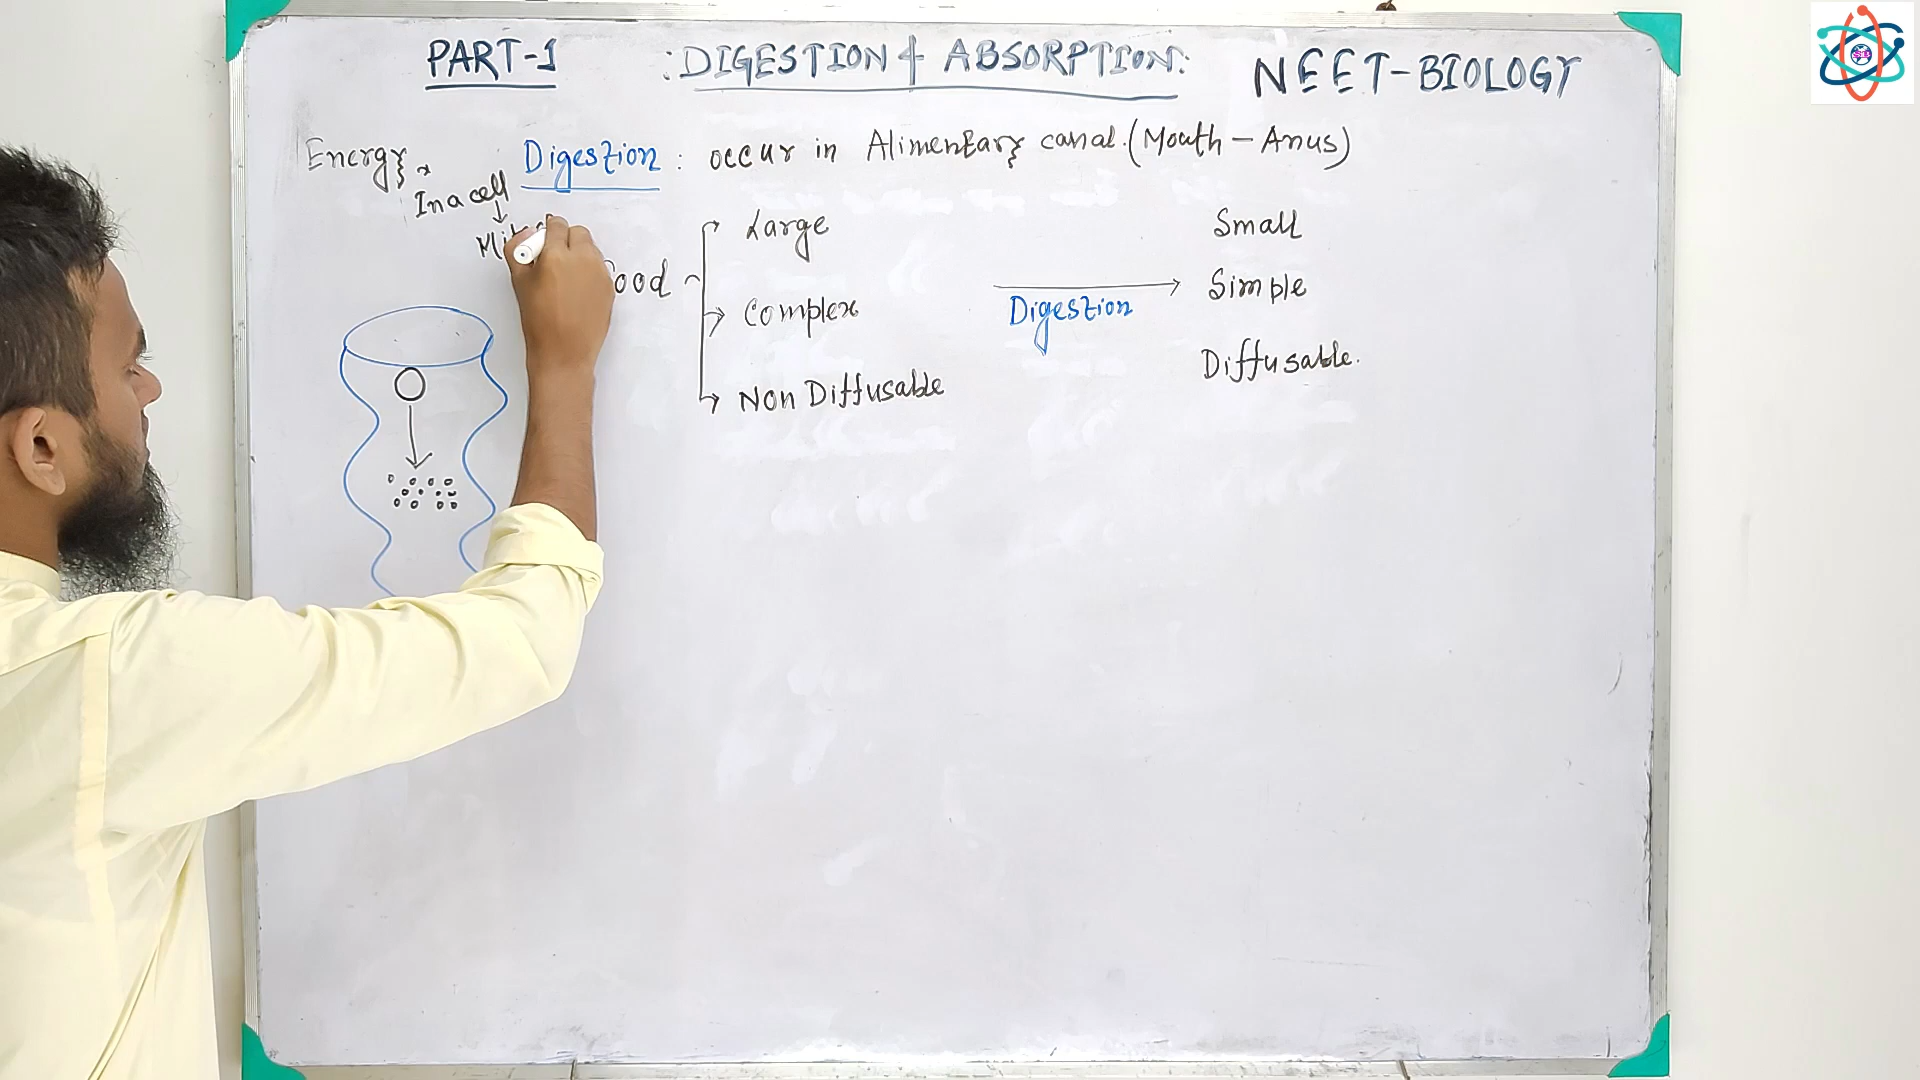 PART-1 :DIGESTION & ABSORPTION: NEET-BIOLOGY
Energy
In a cell
Digestion : occur in Alimentary canal. (Mouth - Anus)
Large
Complex
Non Diffusable
Digestion
Small
Simple
Diffusable.